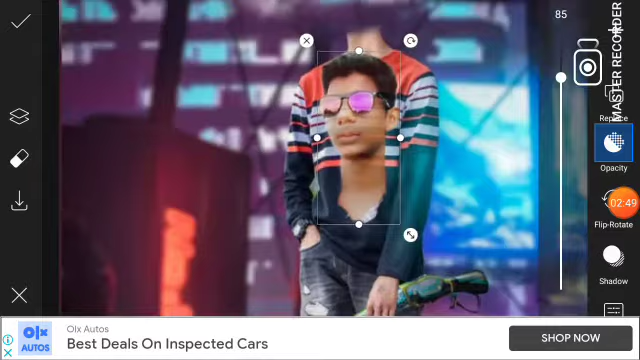 85
MASTER RECORDER
Replace
Opacity
02:49
Flip-Rotate
Shadow
olx
AUTOS
Olx Autos
Best Deals On Inspected Cars
SHOP NOW